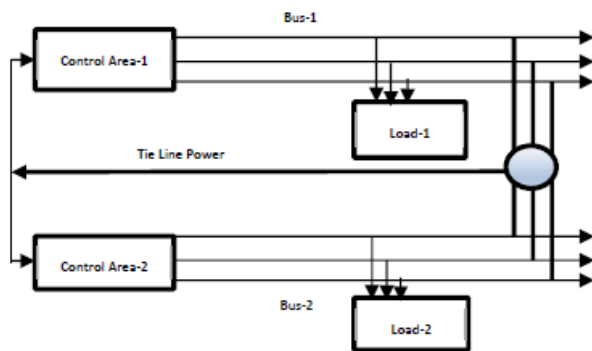 Bus-1
Control Area-1
Load-1
Tie Line Power
Control Area-2
Bus-2
Load-2